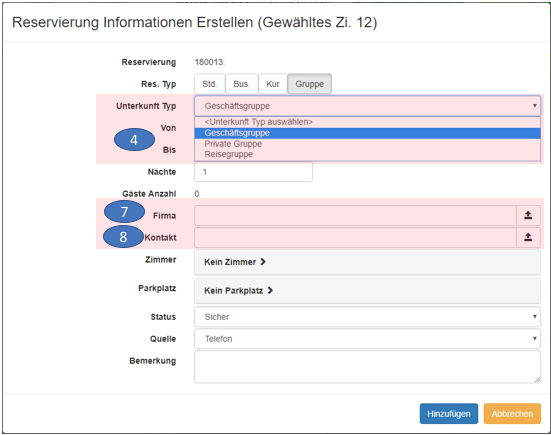 Reservierung Informationen Erstellen (Gewähltes Zi. 12)
Reservierung 180013:
Res. Typ Std. Bus. Kur Gruppe
Unterkunft Typ Geschäftsgruppe
<Unterkunft Typ auswählen>
Von Geschäftsgruppe
4 Private Gruppe
Bis Reisegruppe
Nächte 1
Gäste Anzahl 0
7 Firma
8 Kontakt
Zimmer Kein Zimmer
Parkplatz Kein Parkplatz
Status Sicher
Quelle Telefon
Bemerkung
Hinzufügen Abbrechen